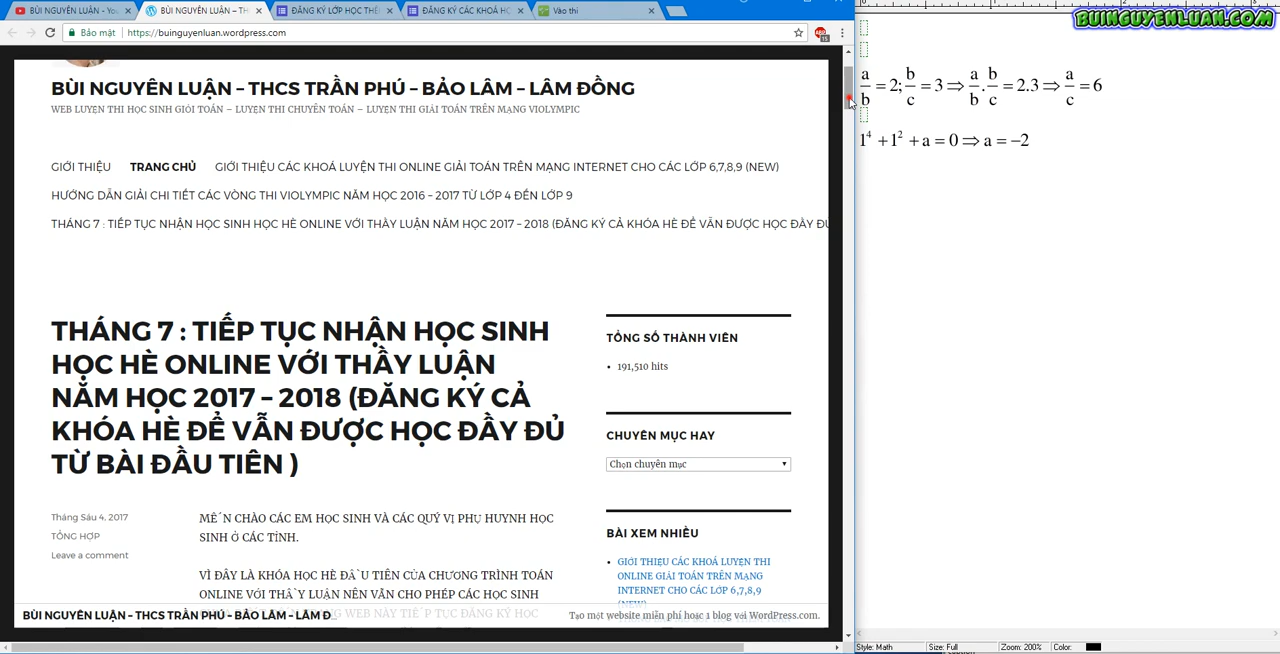 BÙI NGUYÊN LUẬN - You
BÙI NGUYÊN LUẬN – TH
ĐĂNG KÝ LỚP HỌC THÊ
ĐĂNG KÝ CÁC KHOÁ HỌ
Vào thi
Bảo mật
https://buinguyenluan.wordpress.com
BUINGUYENLUAN.COM
BÙI NGUYÊN LUẬN – THCS TRẦN PHÚ – BẢO LÂM – LÂM ĐỒNG
WEB LUYỆN THI HỌC SINH GIỎI TOÁN – LUYỆN THI CHUYÊN TOÁN – LUYỆN THI GIẢI TOÁN TRÊN MẠNG VIOLYMPIC
GIỚI THIỆU TRANG CHỦ GIỚI THIỆU CÁC KHOÁ LUYỆN THI ONLINE GIẢI TOÁN TRÊN MẠNG INTERNET CHO CÁC LỚP 6,7,8,9 (NEW)
HƯỚNG DẪN GIẢI CHI TIẾT CÁC VÒNG THI VIOLYMPIC NĂM HỌC 2016 – 2017 TỪ LỚP 4 ĐẾN LỚP 9
THÁNG 7 : TIẾP TỤC NHẬN HỌC SINH HỌC HÈ ONLINE VỚI THẦY LUẬN NĂM HỌC 2017 – 2018 (ĐĂNG KÝ CẢ KHÓA HÈ ĐỂ VẪN ĐƯỢC HỌC ĐẦY ĐỦ
THÁNG 7 : TIẾP TỤC NHẬN HỌC SINH
HỌC HÈ ONLINE VỚI THẦY LUẬN
NĂM HỌC 2017 – 2018 (ĐĂNG KÝ CẢ
KHÓA HÈ ĐỂ VẪN ĐƯỢC HỌC ĐẦY ĐỦ
TỪ BÀI ĐẦU TIÊN )
Tháng Sáu 4, 2017
TỔNG HỢP
Leave a comment
MẾN CHÀO CÁC EM HỌC SINH VÀ CÁC QUÝ VỊ PHỤ HUYNH HỌC
SINH Ở CÁC TỈNH.
VÌ ĐÂY LÀ KHÓA HỌC HÈ ĐẦU TIÊN CỦA CHƯƠNG TRÌNH TOÁN
ONLINE VỚI THẦY LUẬN NÊN VẪN CHO PHÉP CÁC HỌC SINH
NG WEB NÀY TIẾP TỤC ĐĂNG KÝ HỌC
TỔNG SỐ THÀNH VIÊN
191,510 hits
CHUYÊN MỤC HAY
Chọn chuyên mục
BÀI XEM NHIỀU
GIỚI THIỆU CÁC KHOÁ LUYỆN THI
ONLINE GIẢI TOÁN TRÊN MẠNG
INTERNET CHO CÁC LỚP 6,7,8,9
(NEW)
BÙI NGUYÊN LUẬN – THCS TRẦN PHÚ – BẢO LÂM – LÂM Đ...
Tạo một website miễn phí hoặc 1 blog với WordPress.com.
a/b = 2; b/c = 3 ⇒ a/b . b/c = 2.3 ⇒ a/c = 6
1⁴ + 1² + a = 0 ⇒ a = −2
Style: Math Size: Full Zoom: 200% Color: